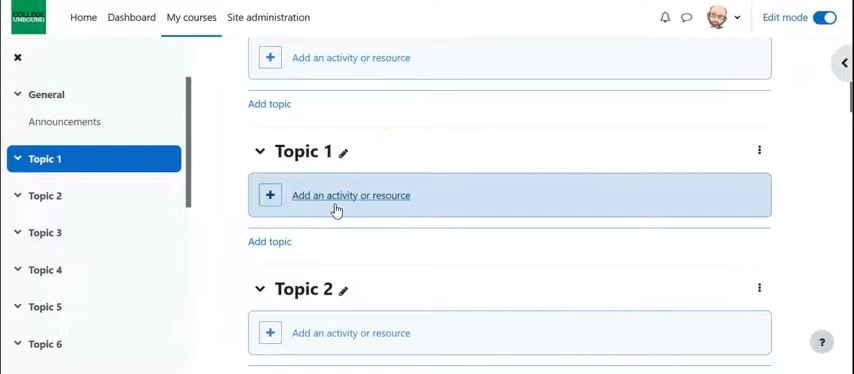 COLLEGE
UNBOUND
Home Dashboard My courses Site administration
Edit mode
General
Announcements
Topic 1
Topic 2
Topic 3
Topic 4
Topic 5
Topic 6
Add an activity or resource
Add topic
Topic 1
Add an activity or resource
Add topic
Topic 2
Add an activity or resource
?